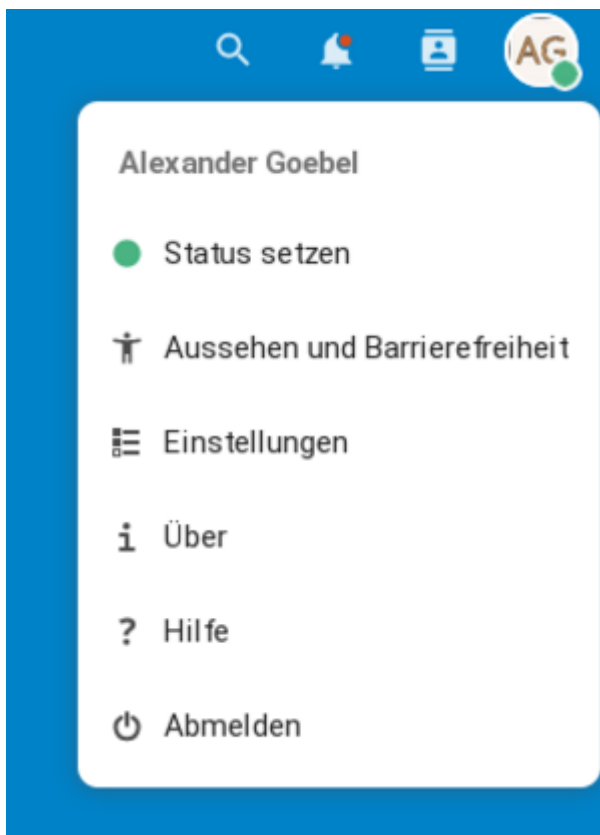 AG
Alexander Goebel
Status setzen
Aussehen und Barrierefreiheit
Einstellungen
Über
Hilfe
Abmelden